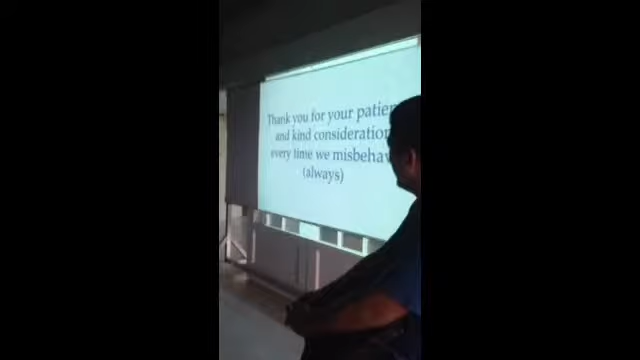 Thank you for your patien
and kind consideration
every time we misbehav
(always)